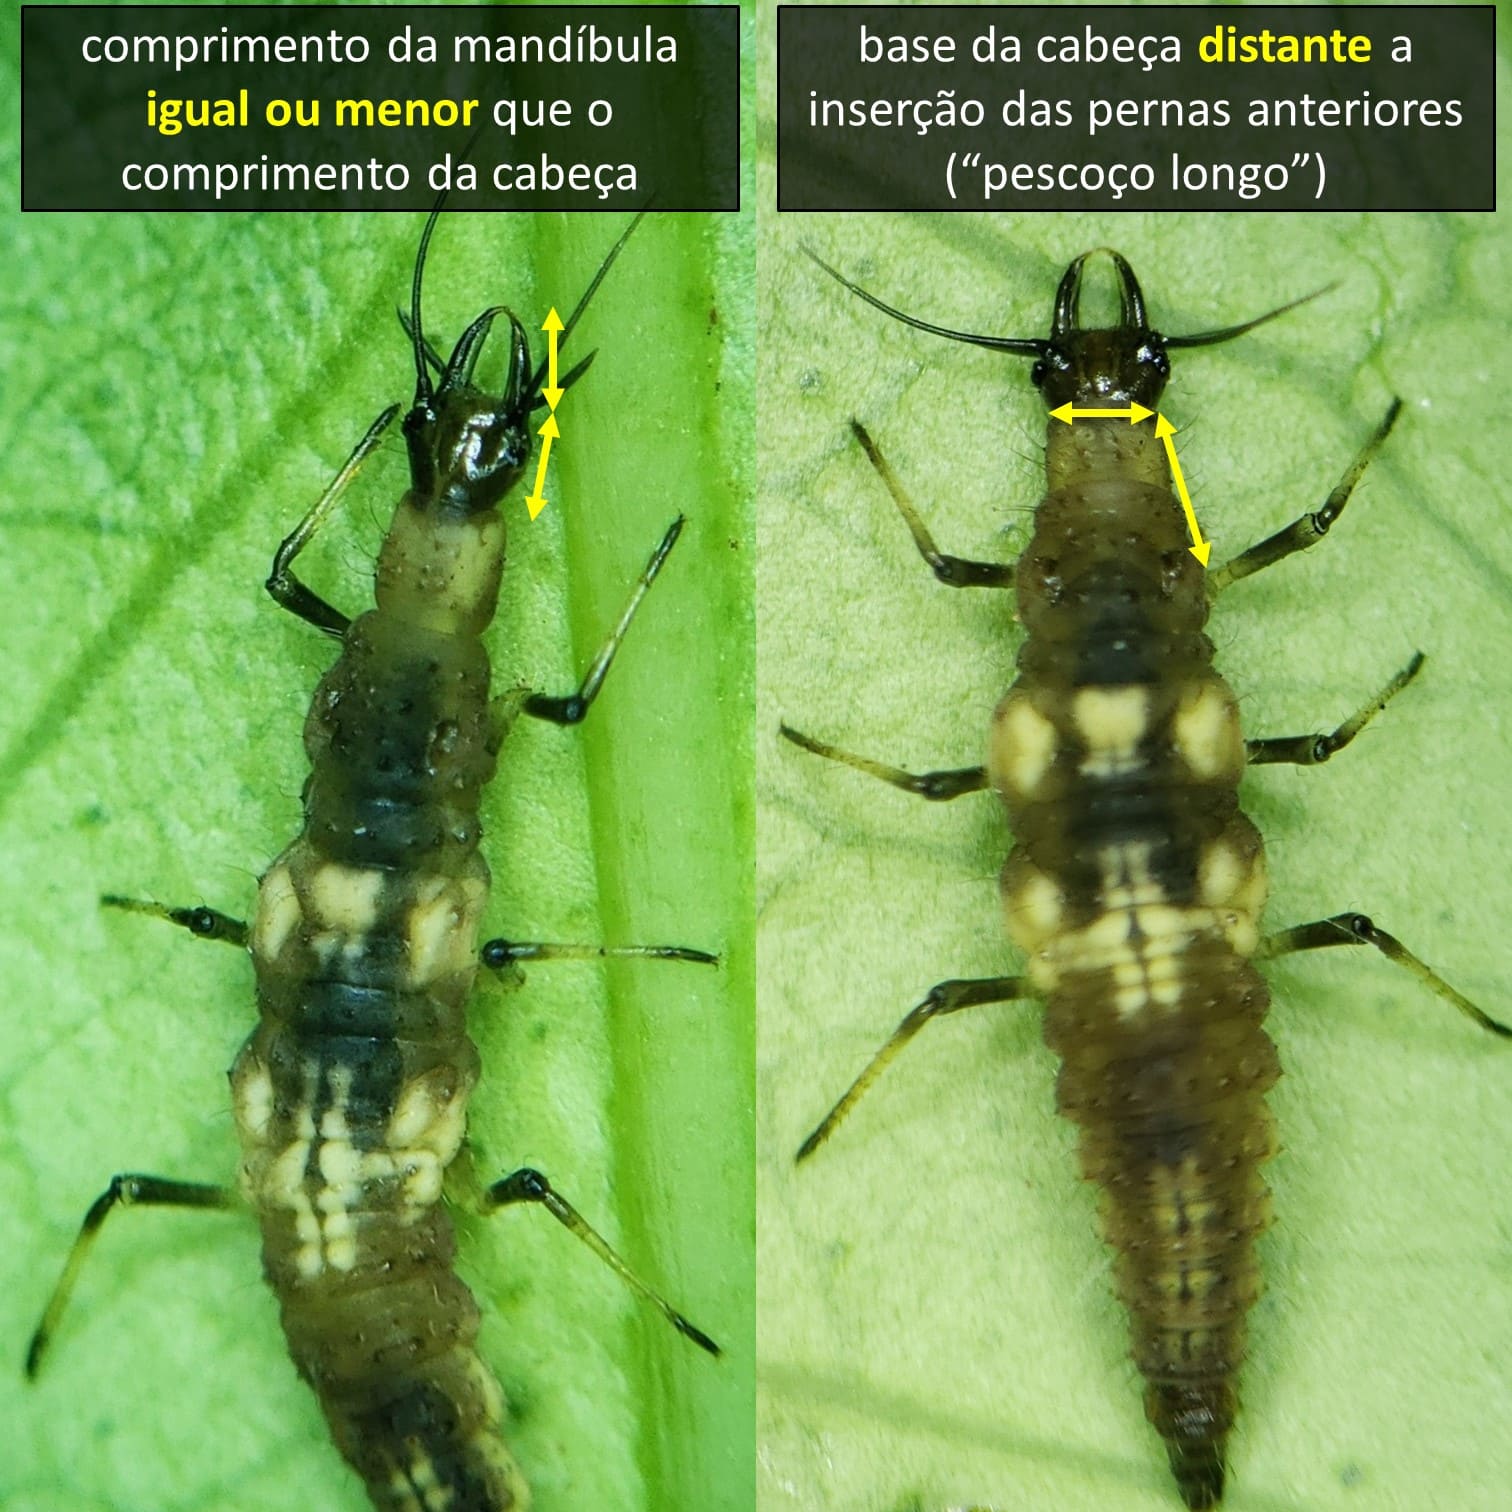 comprimento da mandíbula
igual ou menor que o
comprimento da cabeça
base da cabeça distante a
inserção das pernas anteriores
(“pescoço longo”)